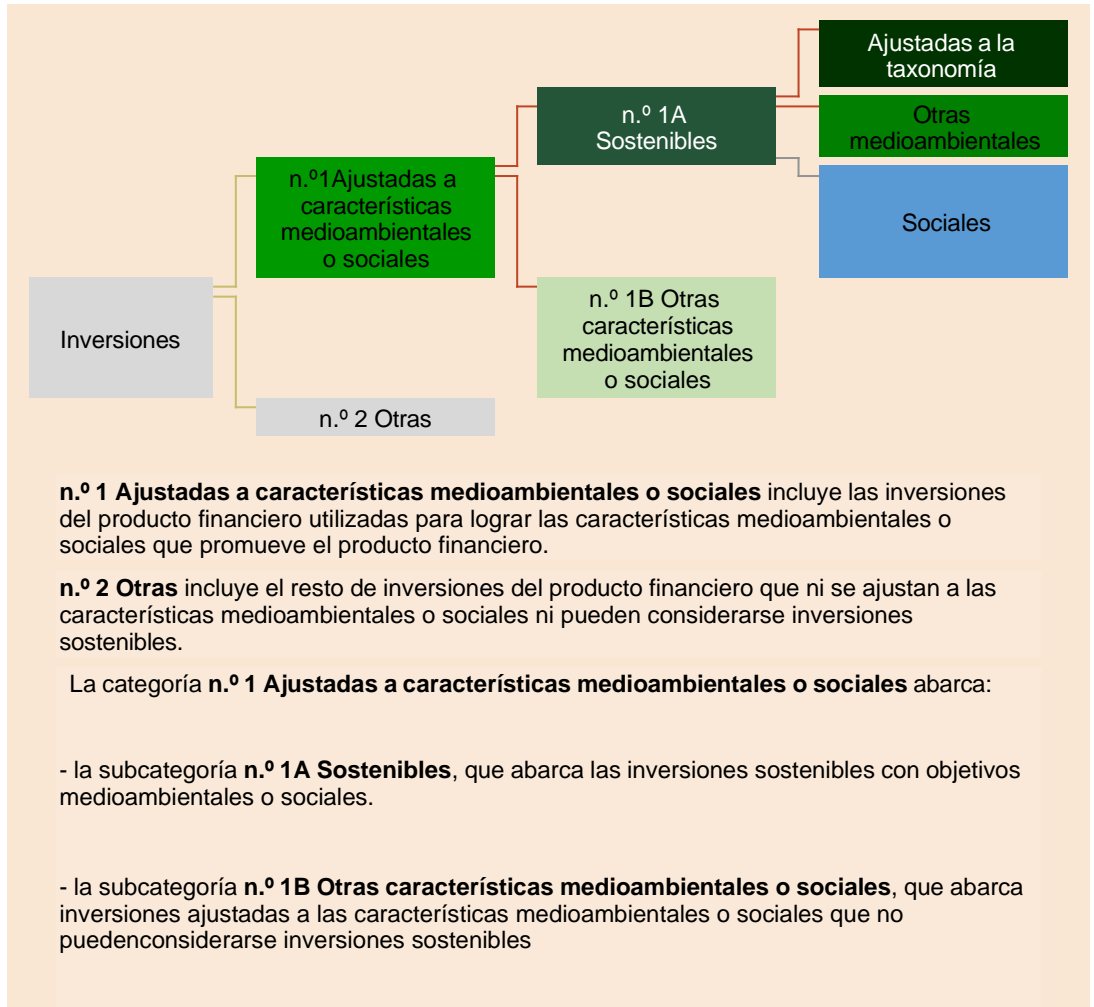 Ajustadas a la
taxonomía
n.º 1A
Sostenibles
Otras
medioambientales
n.º1Ajustadas a
características
medioambientales
o sociales
Sociales
Inversiones
n.º 1B Otras
características
medioambientales
o sociales
n.º 2 Otras
n.º 1 Ajustadas a características medioambientales o sociales incluye las inversiones
del producto financiero utilizadas para lograr las características medioambientales o
sociales que promueve el producto financiero.
n.º 2 Otras incluye el resto de inversiones del producto financiero que ni se ajustan a las
características medioambientales o sociales ni pueden considerarse inversiones
sostenibles.
La categoría n.º 1 Ajustadas a características medioambientales o sociales abarca:
- la subcategoría n.º 1A Sostenibles, que abarca las inversiones sostenibles con objetivos
medioambientales o sociales.
- la subcategoría n.º 1B Otras características medioambientales o sociales, que abarca
inversiones ajustadas a las características medioambientales o sociales que no
puedenconsiderarse inversiones sostenibles